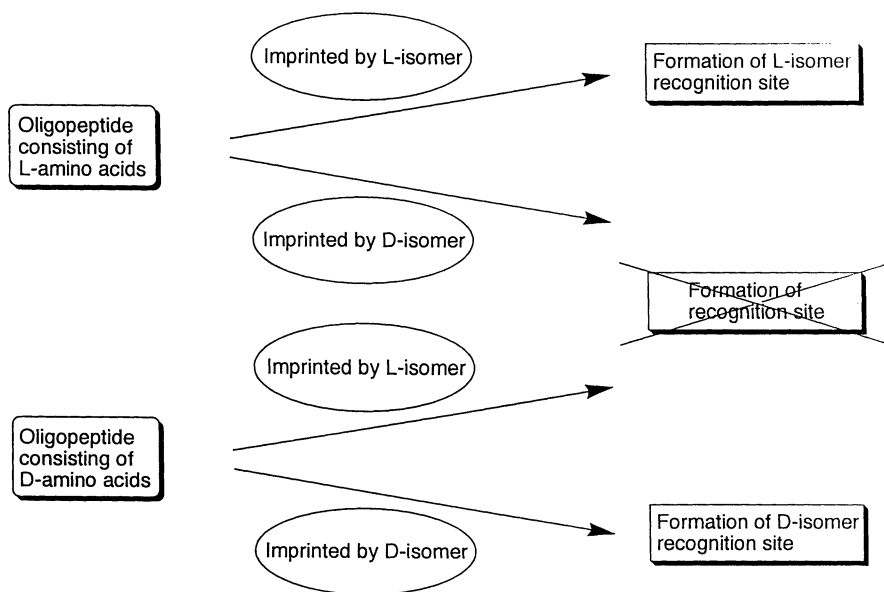 Imprinted by L-isomer
Formation of L-isomer
recognition site
Oligopeptide
consisting of
L-amino acids
Imprinted by D-isomer
Formation of
recognition site
Imprinted by L-isomer
Oligopeptide
consisting of
D-amino acids
Formation of D-isomer
recognition site
Imprinted by D-isomer